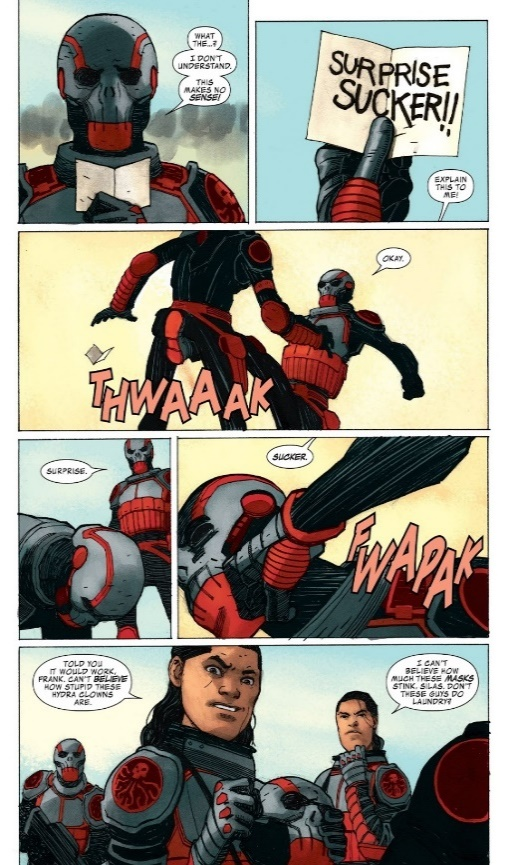 WHAT
THE...?
I DON'T
UNDERSTAND.
THIS
MAKES NO
SENSE!
SURPRISE
SUCKER!!
EXPLAIN
THIS TO
ME!
OKAY.
THWAAAAK
SURPRISE.
SUCKER.
FWAPAK
TOLD YOU
IT WOULD WORK,
FRANK. CAN'T BELIEVE
HOW STUPID THESE
HYDRA CLOWNS
ARE.
I CAN'T
BELIEVE HOW
MUCH THESE MASKS
STINK, SILAS. DON'T
THESE GUYS DO
LAUNDRY?